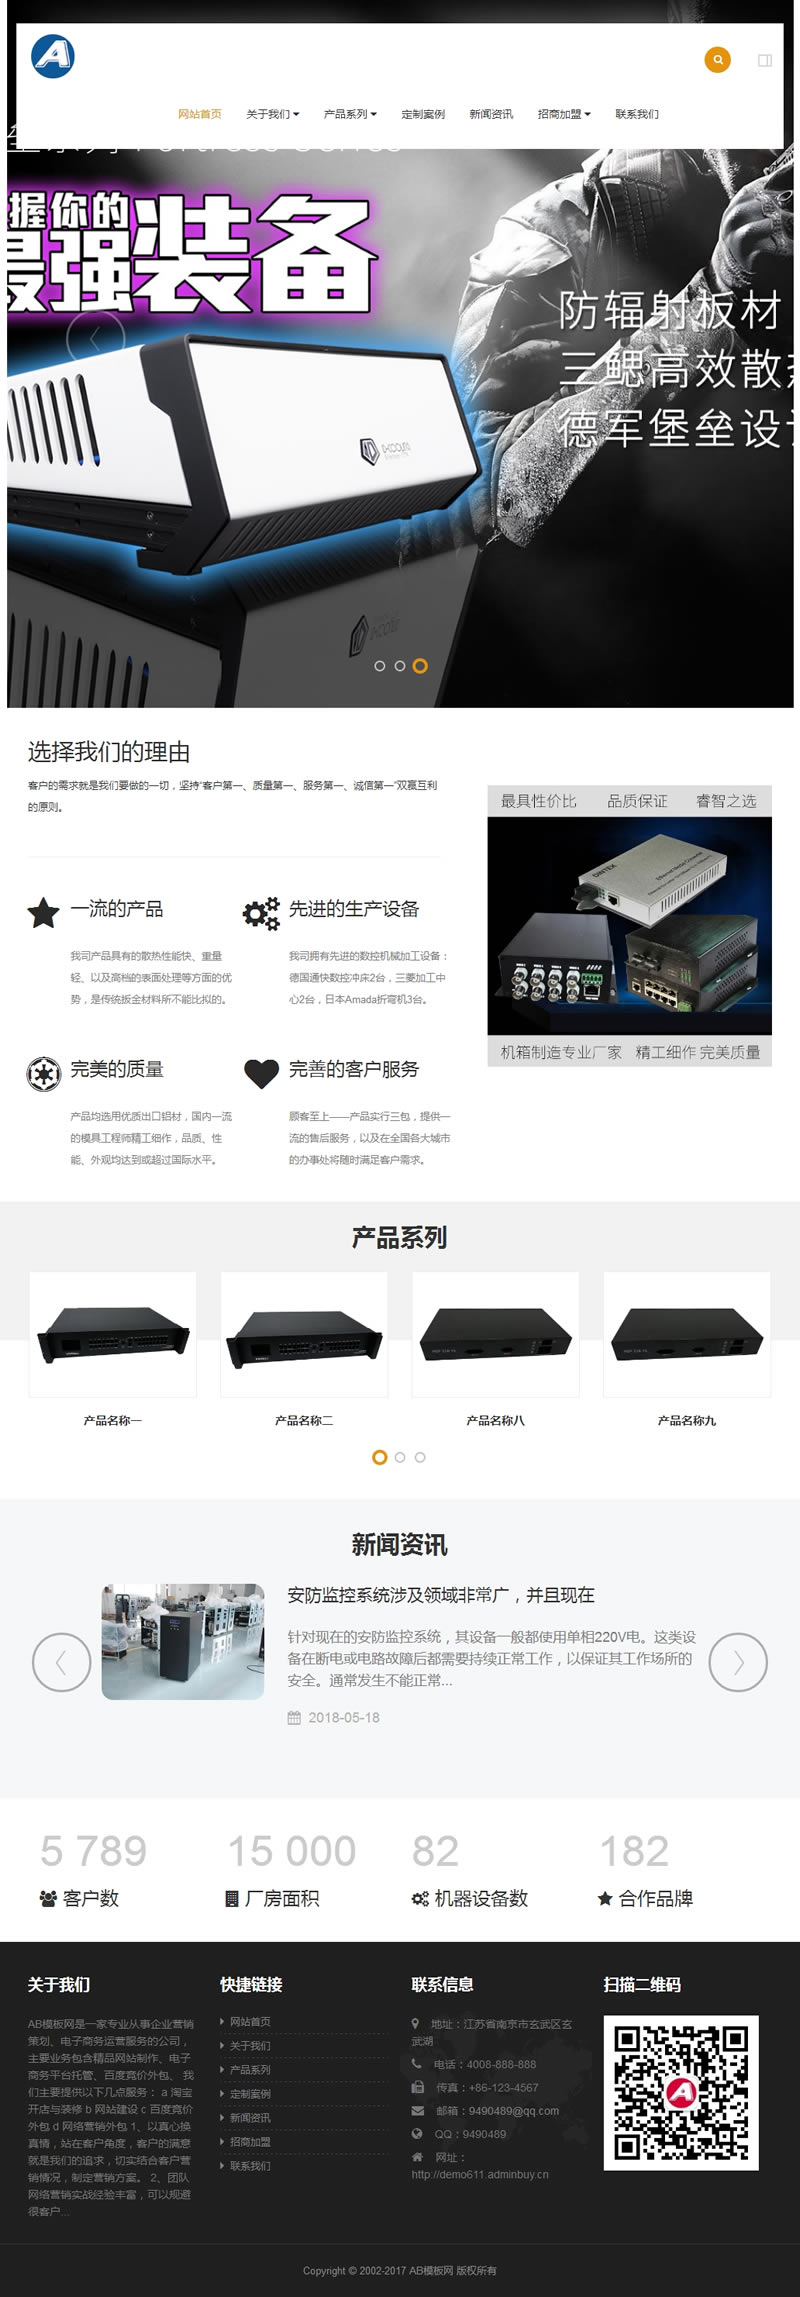 A
网站首页 关于我们 产品系列 定制案例 新闻资讯 招商加盟 联系我们
握你的
最强装备
防辐射板材
三鳃高效散热
德军堡垒设计
选择我们的理由
客户的需求就是我们要做的一切，坚持“客户第一、质量第一、服务第一、诚信第一”双赢互利
的原则。
最具性价比 品质保证 睿智之选
机箱制造专业厂家 精工细作 完美质量
一流的产品
我司产品具有的散热性能快、重量
轻、以及高档的表面处理等方面的优
势，是传统钣金材料所不能比拟的。
先进的生产设备
我司拥有先进的数控机械加工设备：
德国通快数控冲床2台，三菱加工中
心2台，日本Amada折弯机3台。
完美的质量
产品均选用优质出口铝材，国内一流
的模具工程师精工细作，品质、性
能、外观均达到或超过国际水平。
完善的客户服务
顾客至上——产品实行三包，提供一
流的售后服务，以及在全国各大城市
的办事处将随时满足客户需求。
产品系列
产品名称一
产品名称二
产品名称八
产品名称九
新闻资讯
安防监控系统涉及领域非常广，并且现在
针对现在的安防监控系统，其设备一般都使用单相220V电。这类设
备在断电或电路故障后都需要持续正常工作，以保证其工作场所的
安全。通常发生不能正常...
2018-05-18
5 789
客户数
15 000
厂房面积
82
机器设备数
182
合作品牌
关于我们
AB模板网是一家专业从事企业营销
策划、电子商务运营服务的公司，
主要业务包含精品网站制作、电子
商务平台托管、百度竞价外包、 我
们主要提供以下几点服务： a 淘宝
开店与装修 b 网站建设 c 百度竞价
外包 d 网络营销外包 1、以真心换
真情，站在客户角度，客户的满意
就是我们的追求，切实结合客户营
销情况，制定营销方案。 2、团队
网络营销实战经验丰富，可以规避
很客户...
快捷链接
网站首页
关于我们
产品系列
定制案例
新闻资讯
招商加盟
联系我们
联系信息
地址：江苏省南京市玄武区玄
武湖
电话：4008-888-888
传真：+86-123-4567
邮箱：9490489@qq.com
QQ：9490489
网址：
http://demo611.adminbuy.cn
扫描二维码
A
Copyright © 2002-2017 AB模板网 版权所有